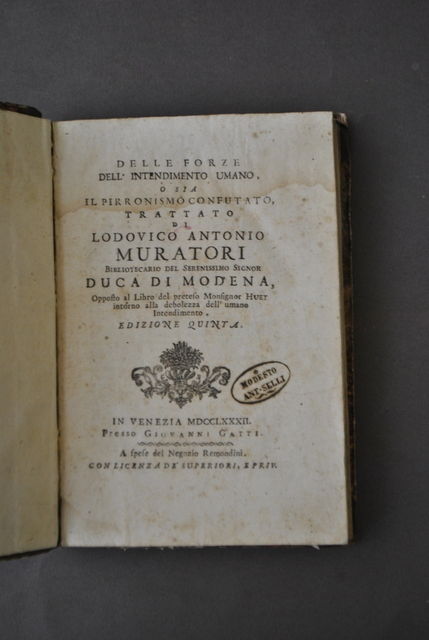 DELLE FORZE
DELL' INTENDIMENTO UMANO,
O SIA
IL PIRRONISMO CONFUTATO,
TRATTATO
DI
LODOVICO ANTONIO
MURATORI
BIBLIOTECARIO DEL SERENISSIMO SIGNOR
DUCA DI MODENA,
Opposto al Libro del preteso Monsignor HUET
intorno alla debolezza dell' umano
Intendimento.
EDIZIONE QUINTA.
MODESTO
ANT. SELLI
IN VENEZIA MDCCLXXXII.
Presso GIOVANNI GATTI.
A spese del Negozio Remondini.
CON LICENZA DE' SUPERIORI, E PRIV.